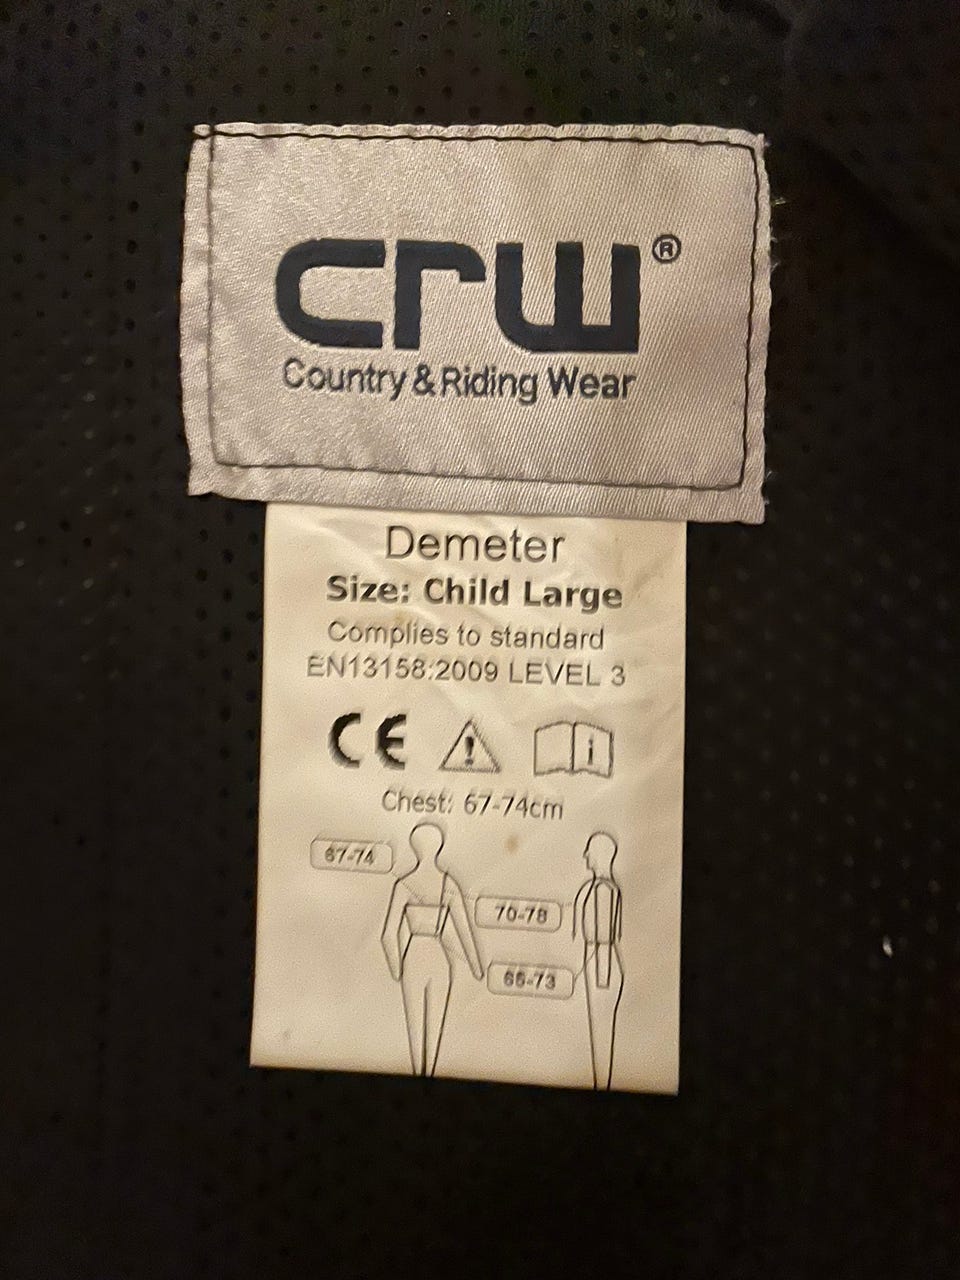 crw®
Country & Riding Wear
Demeter
Size: Child Large
Complies to standard
EN13158:2009 LEVEL 3
CE ! i
Chest: 67-74cm
67-74
70-78
66-73